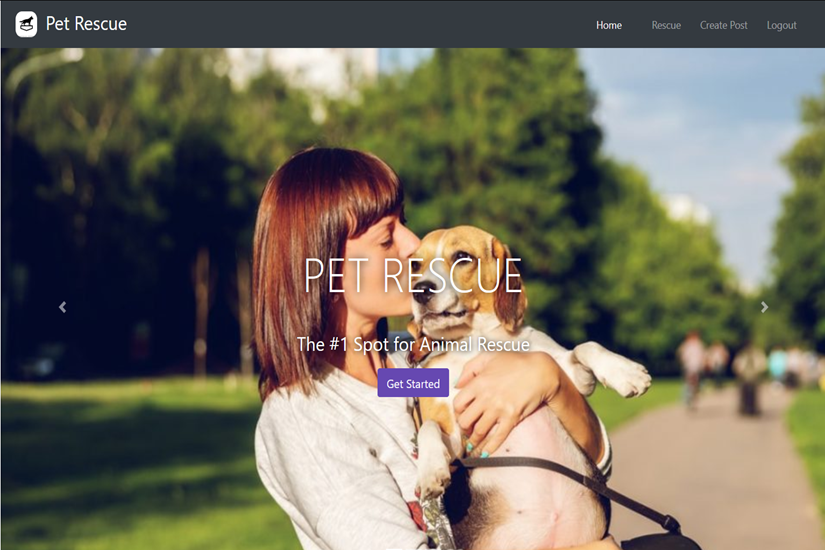 Pet Rescue
Home Rescue Create Post Logout
PET RESCUE
The #1 Spot for Animal Rescue
Get Started